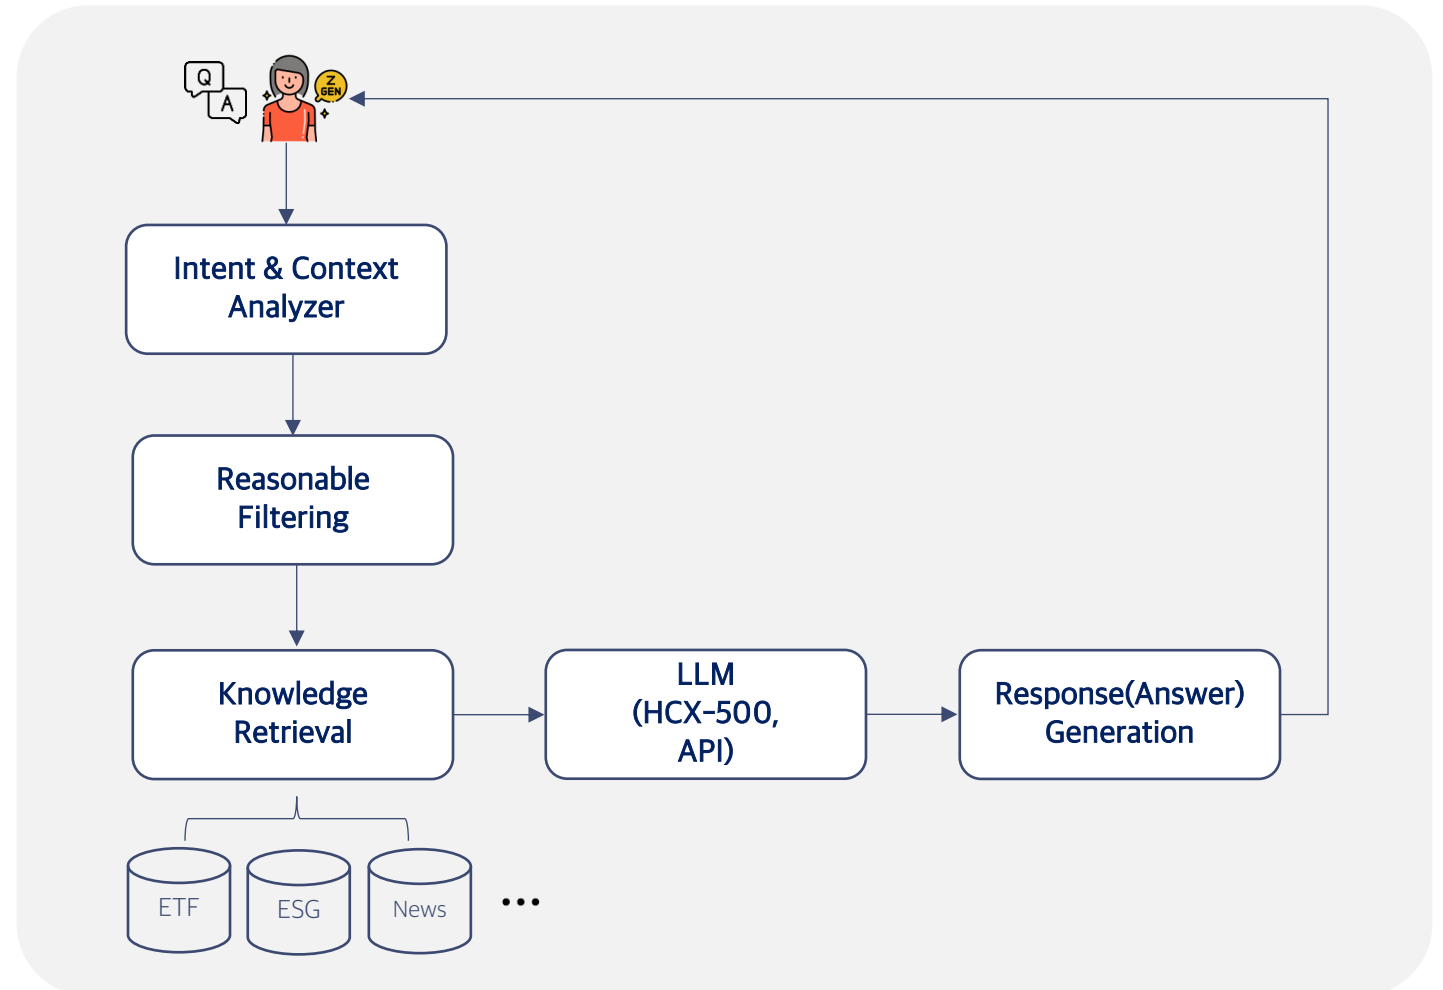 Q
A
Z
GEN
Intent & Context
Analyzer
Reasonable
Filtering
Knowledge
Retrieval
LLM
(HCX-500,
API)
Response(Answer)
Generation
ETF
ESG
News
...